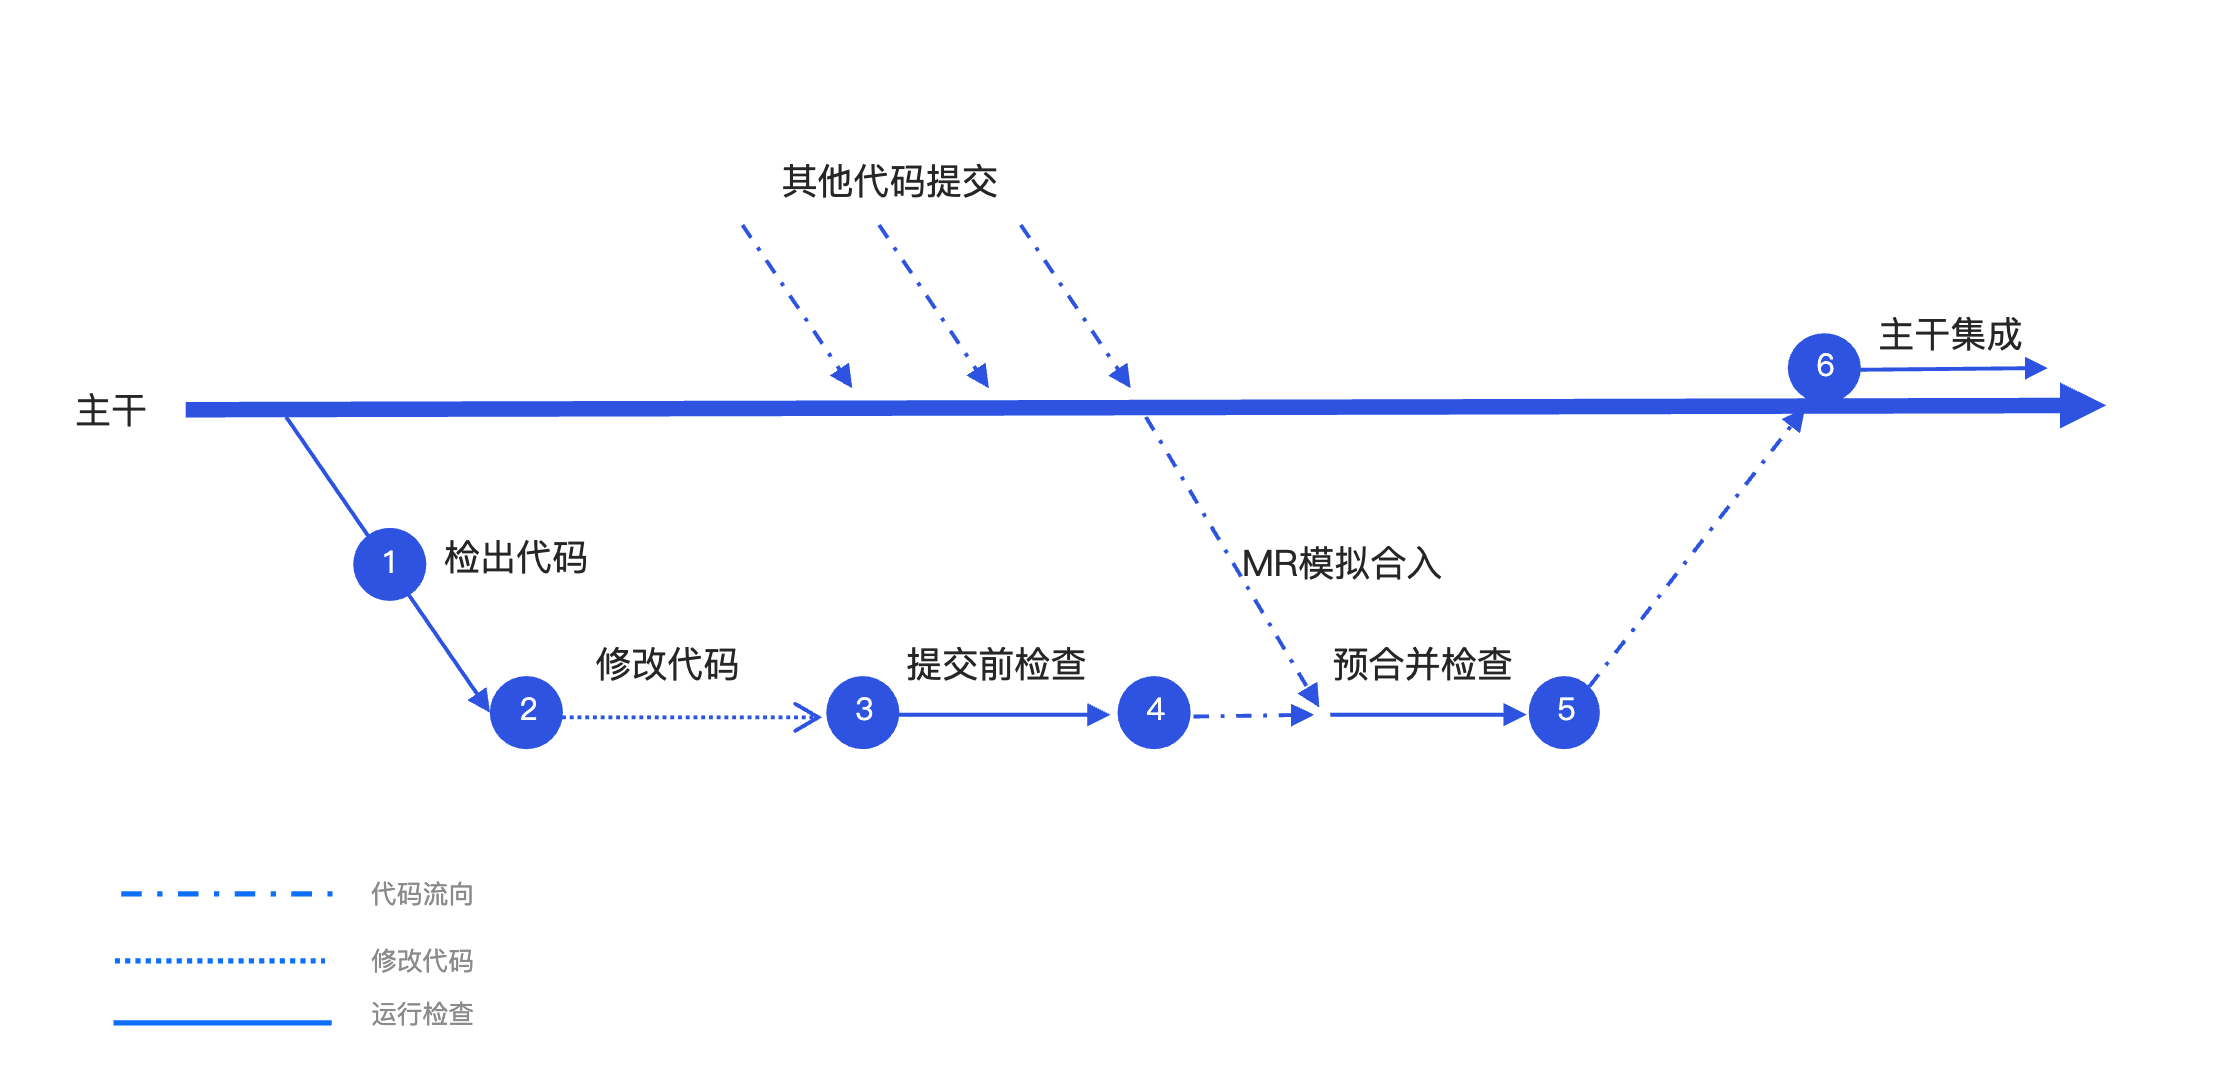 其他代码提交
主干集成
6
主干
检出代码
1
MR模拟合入
修改代码
提交前检查
预合并检查
2
3
4
5
代码流向
修改代码
运行检查